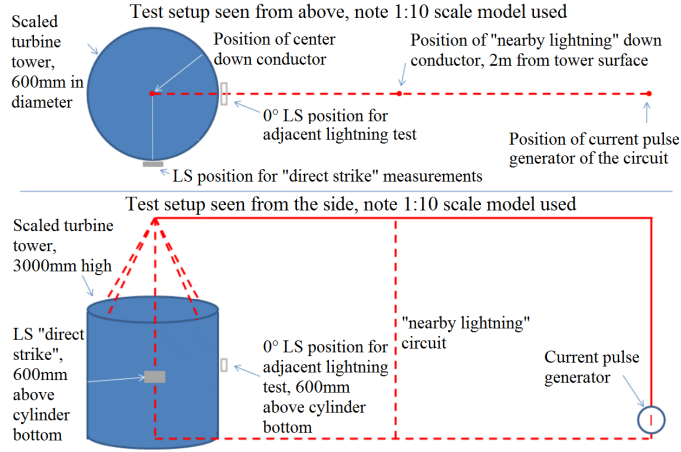 Test setup seen from above, note 1:10 scale model used
Scaled
turbine
tower,
600mm in
diameter
Position of center
down conductor
Position of "nearby lightning" down
conductor, 2m from tower surface
0° LS position for
adjacent lightning test
Position of current pulse
generator of the circuit
LS position for "direct strike" measurements
Test setup seen from the side, note 1:10 scale model used
Scaled turbine
tower,
3000mm high
LS "direct
strike",
600mm
above
cylinder
bottom
0° LS position for
adjacent lightning
test, 600mm
above cylinder
bottom
"nearby lightning"
circuit
Current pulse
generator